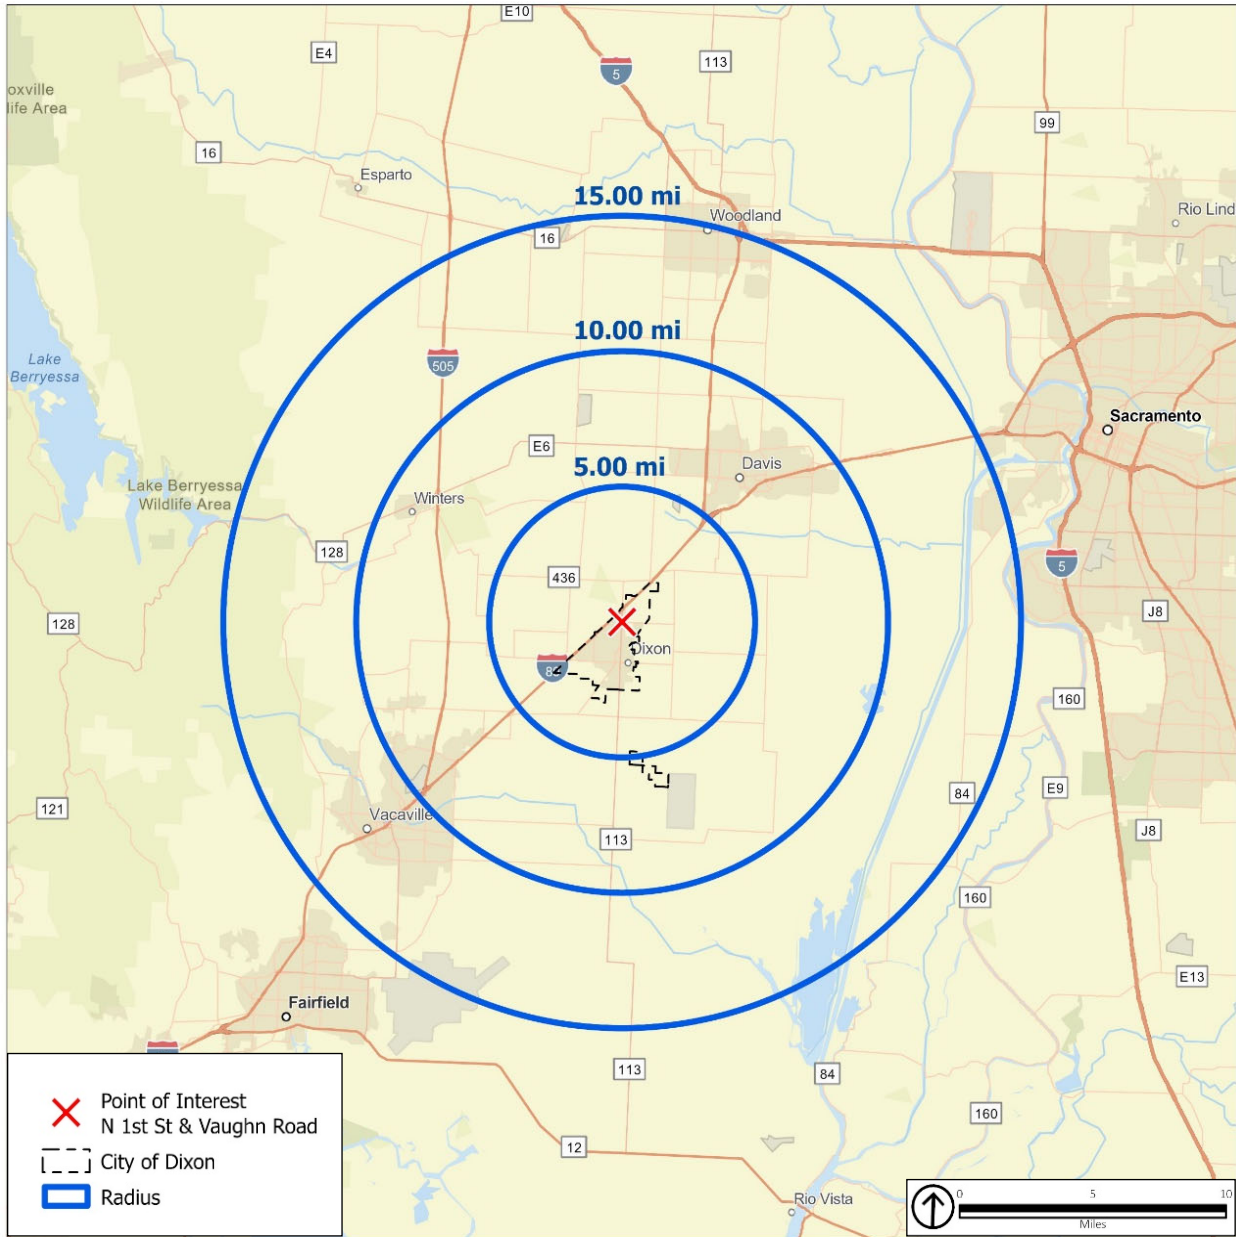 E10
E4
5
113
oxville
life Area
99
16
Esparto
15.00 mi
Woodland
Rio Lind
16
10.00 mi
Lake
Berryessa
505
Sacramento
E6
5.00 mi
Davis
Lake Berryessa
Wildlife Area
Winters
128
436
5
128
J8
Dixon
160
121
Vacaville
84
E9
J8
113
160
E13
Fairfield
113
84
160
12
Rio Vista
Point of Interest
N 1st St & Vaughn Road
City of Dixon
Radius
0 5 10
Miles